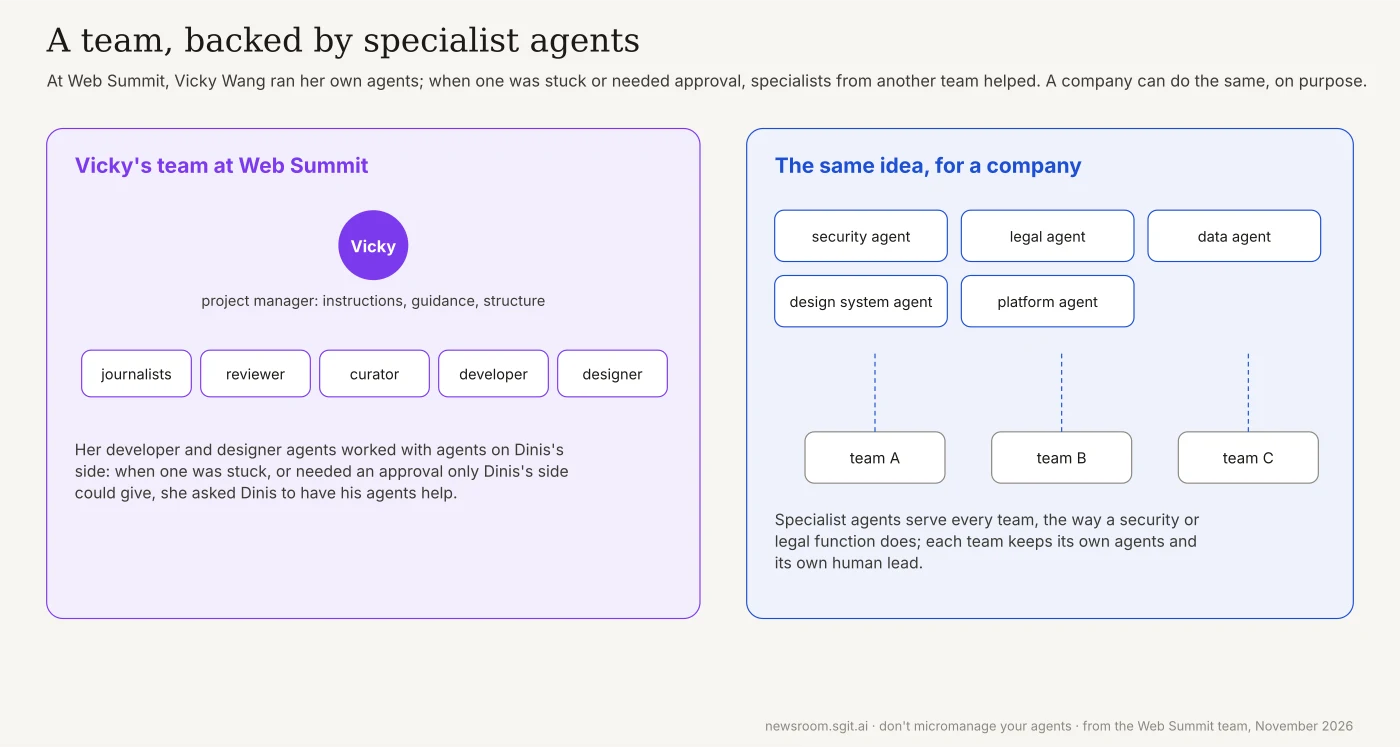 A team, backed by specialist agents
At Web Summit, Vicky Wang ran her own agents; when one was stuck or needed approval, specialists from another team helped. A company can do the same, on purpose.
Vicky's team at Web Summit
Vicky
project manager: instructions, guidance, structure
journalists
reviewer
curator
developer
designer
Her developer and designer agents worked with agents on Dinis's
side: when one was stuck, or needed an approval only Dinis's side
could give, she asked Dinis to have his agents help.
The same idea, for a company
security agent
legal agent
data agent
design system agent
platform agent
team A
team B
team C
Specialist agents serve every team, the way a security or
legal function does; each team keeps its own agents and
its own human lead.
newsroom.sgit.ai · don't micromanage your agents · from the Web Summit team, November 2026